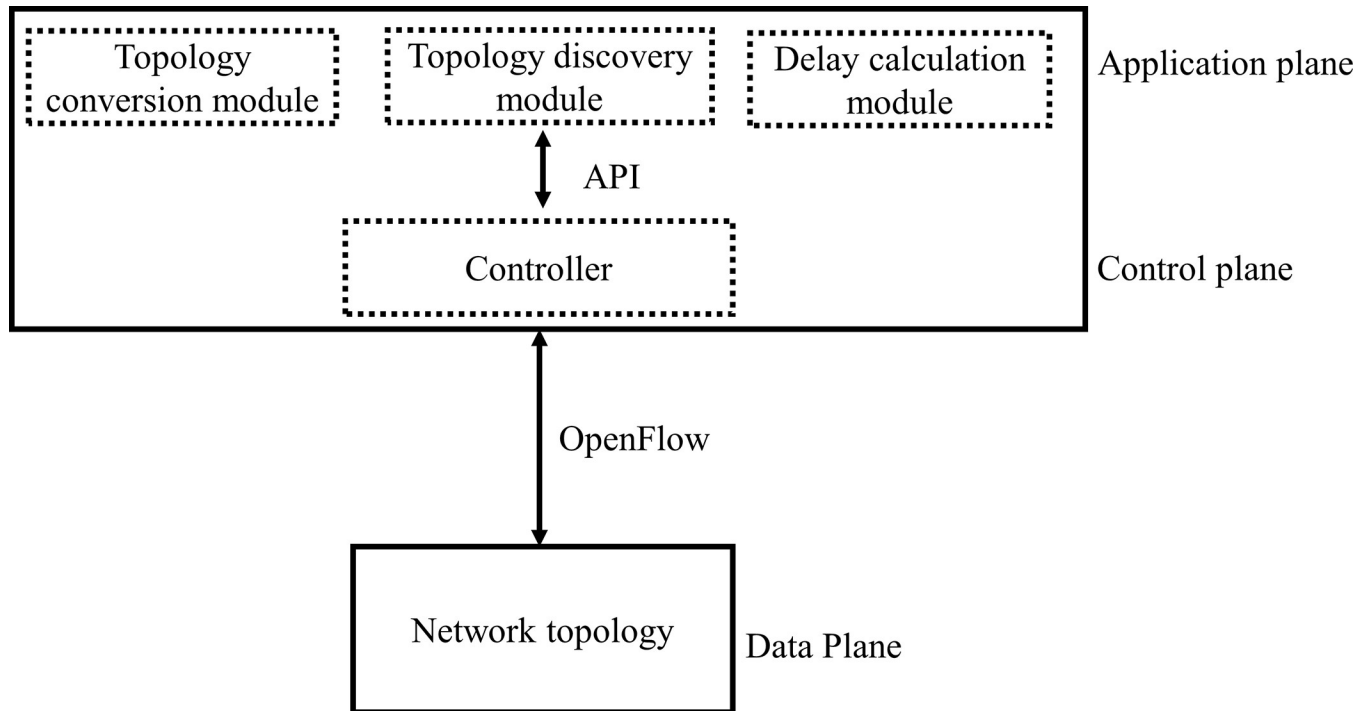 Topology
conversion module
Topology discovery
module
Delay calculation
module
Application plane
API
Controller
Control plane
OpenFlow
Network topology
Data Plane